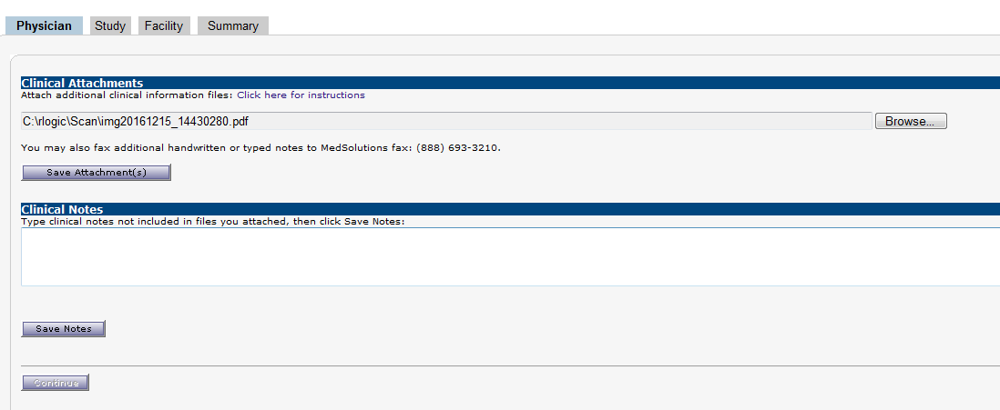 Physician Study Facility Summary
Clinical Attachments
Attach additional clinical information files: Click here for instructions
C:\rlogic\Scan\img20161215_14430280.pdf Browse...
You may also fax additional handwritten or typed notes to MedSolutions fax: (888) 693-3210.
Save Attachment(s)
Clinical Notes
Type clinical notes not included in files you attached, then click Save Notes:
Save Notes
Continue